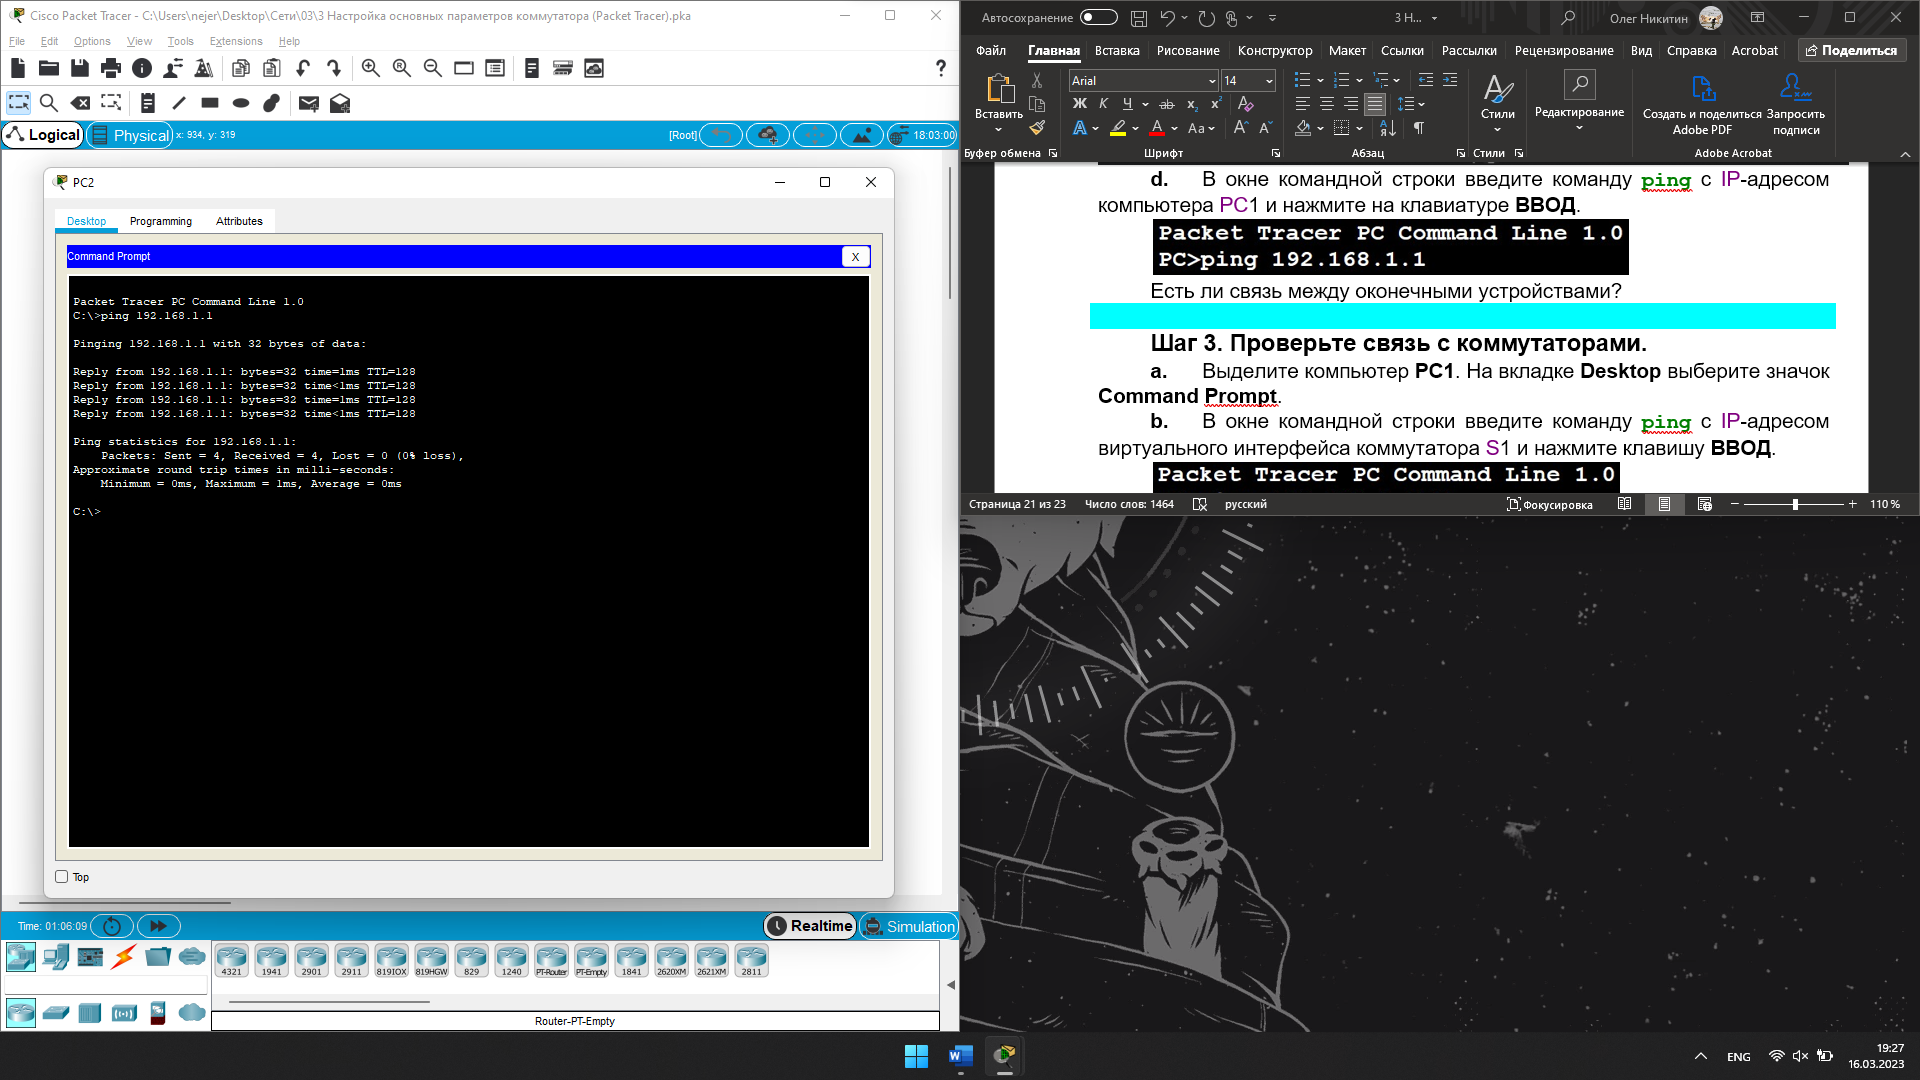 Cisco Packet Tracer - C:\Users\nejer\Desktop\Сети\03\3 Настройка основных параметров коммутатора (Packet Tracer).pka
File Edit Options View Tools Extensions Help
Logical
Physical
x: 934, y: 319
[Root]
18:03:00
PC2
Desktop Programming Attributes
Command Prompt
X
Packet Tracer PC Command Line 1.0
C:\>ping 192.168.1.1
Pinging 192.168.1.1 with 32 bytes of data:
Reply from 192.168.1.1: bytes=32 time=1ms TTL=128
Reply from 192.168.1.1: bytes=32 time<1ms TTL=128
Reply from 192.168.1.1: bytes=32 time=1ms TTL=128
Reply from 192.168.1.1: bytes=32 time<1ms TTL=128
Ping statistics for 192.168.1.1:
Packets: Sent = 4, Received = 4, Lost = 0 (0% loss),
Approximate round trip times in milli-seconds:
Minimum = 0ms, Maximum = 1ms, Average = 0ms
C:\>
Top
Time: 01:06:09
Realtime
Simulation
4321 1941 2901 2911 819IOX 819HGW 829 1240 PT-Router PT-Empty 1841 2620XM 2621XM 2811
Router-PT-Empty
Автосохранение
3 Н...
Олег Никитин
Файл Главная Вставка Рисование Конструктор Макет Ссылки Рассылки Рецензирование Вид Справка Acrobat
Поделиться
Вставить
Буфер обмена
Arial
14
Ж К Ч ab x₂ x² A
A A Aa A A
Шрифт
Абзац
Стили
Стили
Редактирование
Создать и поделиться Adobe PDF
Запросить подписи
Adobe Acrobat
d. В окне командной строки введите команду ping с IP-адресом
компьютера PC1 и нажмите на клавиатуре ВВОД.
Packet Tracer PC Command Line 1.0
PC>ping 192.168.1.1
Есть ли связь между оконечными устройствами?
Шаг 3. Проверьте связь с коммутаторами.
a. Выделите компьютер PC1. На вкладке Desktop выберите значок
Command Prompt.
b. В окне командной строки введите команду ping с IP-адресом
виртуального интерфейса коммутатора S1 и нажмите клавишу ВВОД.
Packet Tracer PC Command Line 1.0
Страница 21 из 23
Число слов: 1464
русский
Фокусировка
110 %
ENG
19:27
16.03.2023